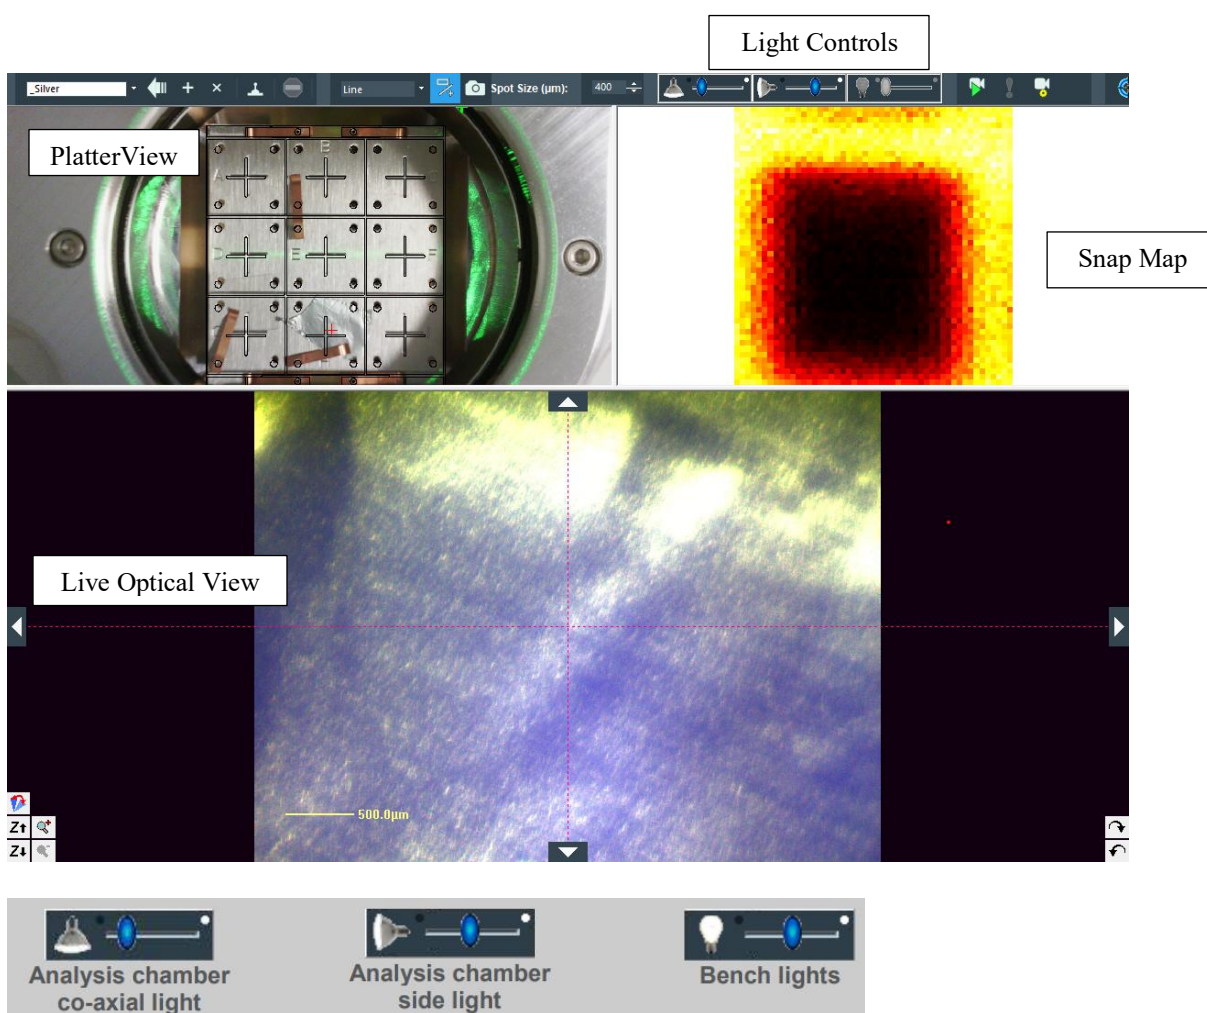 Light Controls
_Silver
Line
Spot Size (µm):
400
PlatterView
A
B
C
D
E
F
Snap Map
Live Optical View
500.0µm
Z
Z
Analysis chamber
co-axial light
Analysis chamber
side light
Bench lights